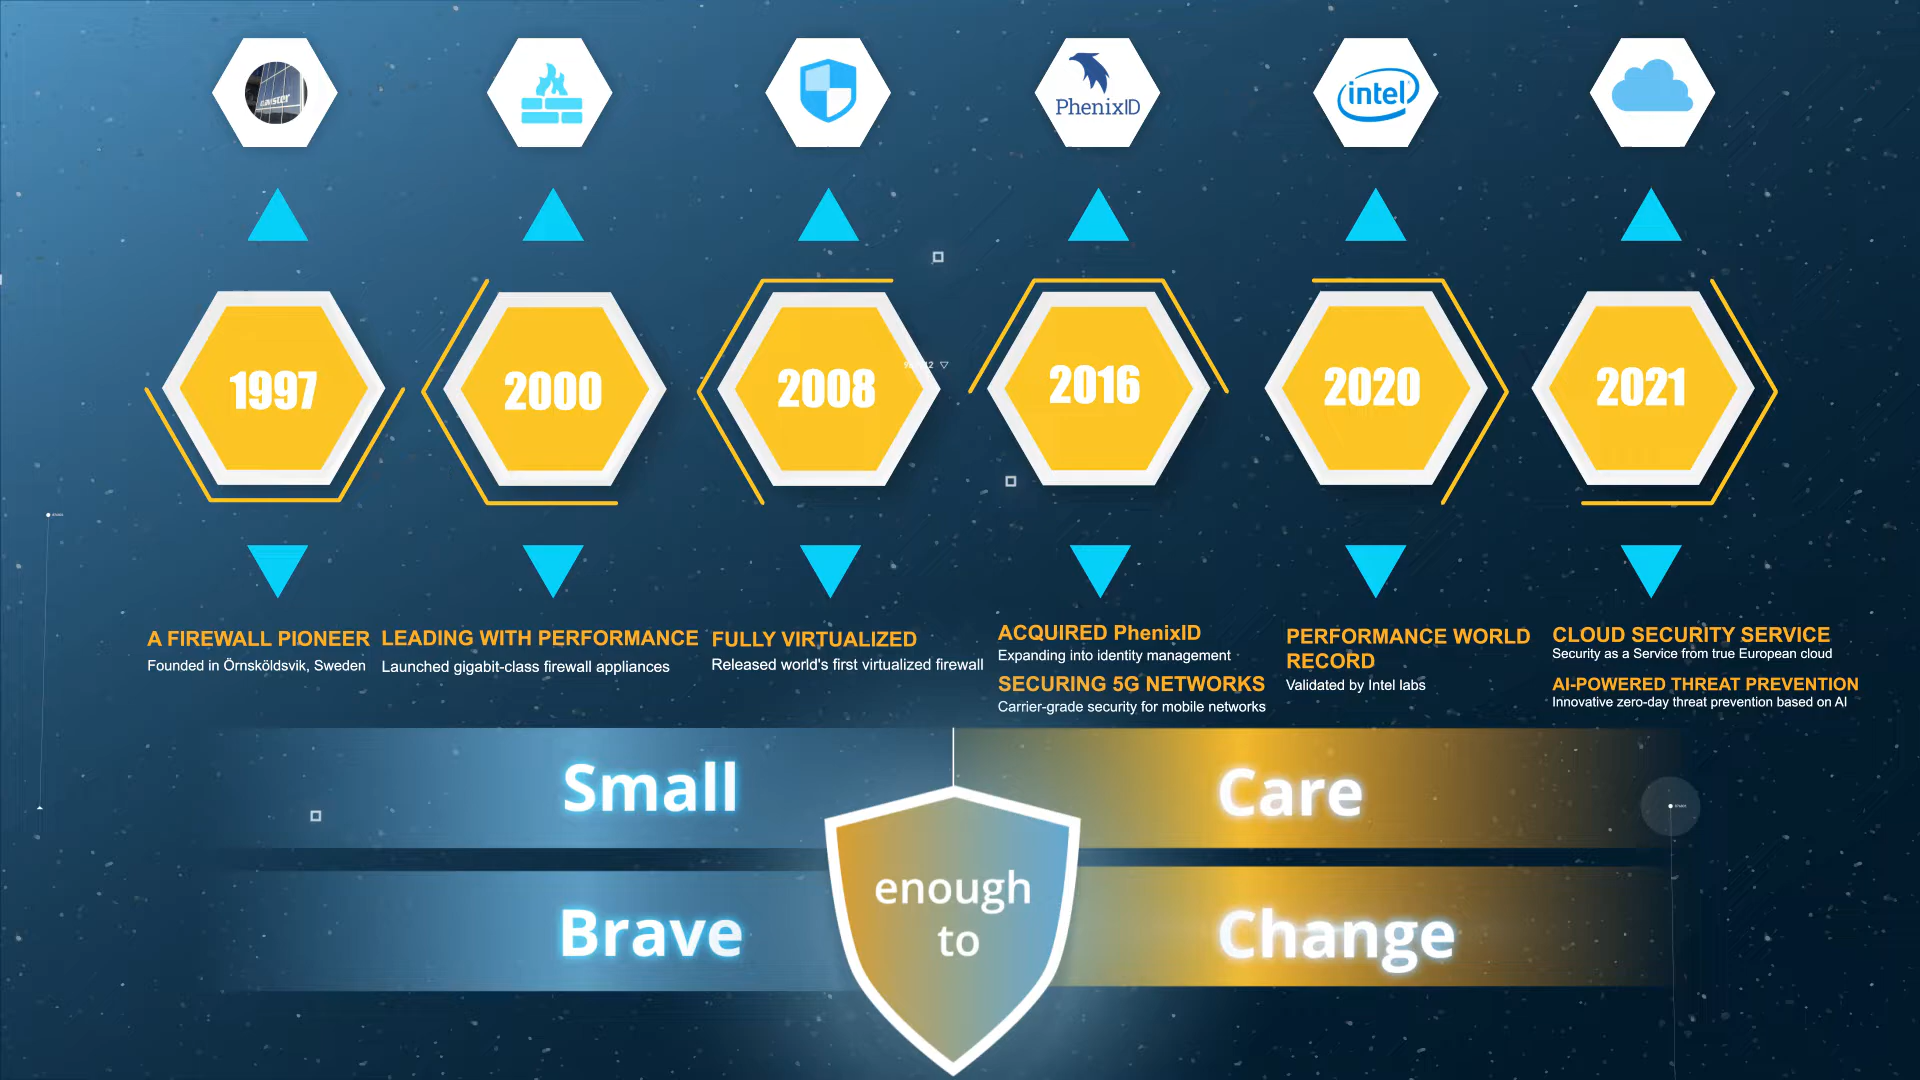 clavister
PhenixID
intel
1997
2000
2008
2016
2020
2021
A FIREWALL PIONEER
Founded in Örnsköldsvik, Sweden
LEADING WITH PERFORMANCE
Launched gigabit-class firewall appliances
FULLY VIRTUALIZED
Released world's first virtualized firewall
ACQUIRED PhenixID
Expanding into identity management
SECURING 5G NETWORKS
Carrier-grade security for mobile networks
PERFORMANCE WORLD
RECORD
Validated by Intel labs
CLOUD SECURITY SERVICE
Security as a Service from true European cloud
AI-POWERED THREAT PREVENTION
Innovative zero-day threat prevention based on AI
Small
Care
enough
to
Brave
Change